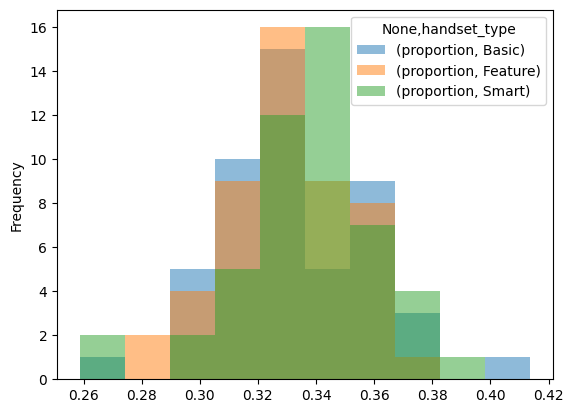 None,handset_type
(proportion, Basic)
(proportion, Feature)
(proportion, Smart)
Frequency
16
14
12
10
8
6
4
2
0
0.26 0.28 0.30 0.32 0.34 0.36 0.38 0.40 0.42